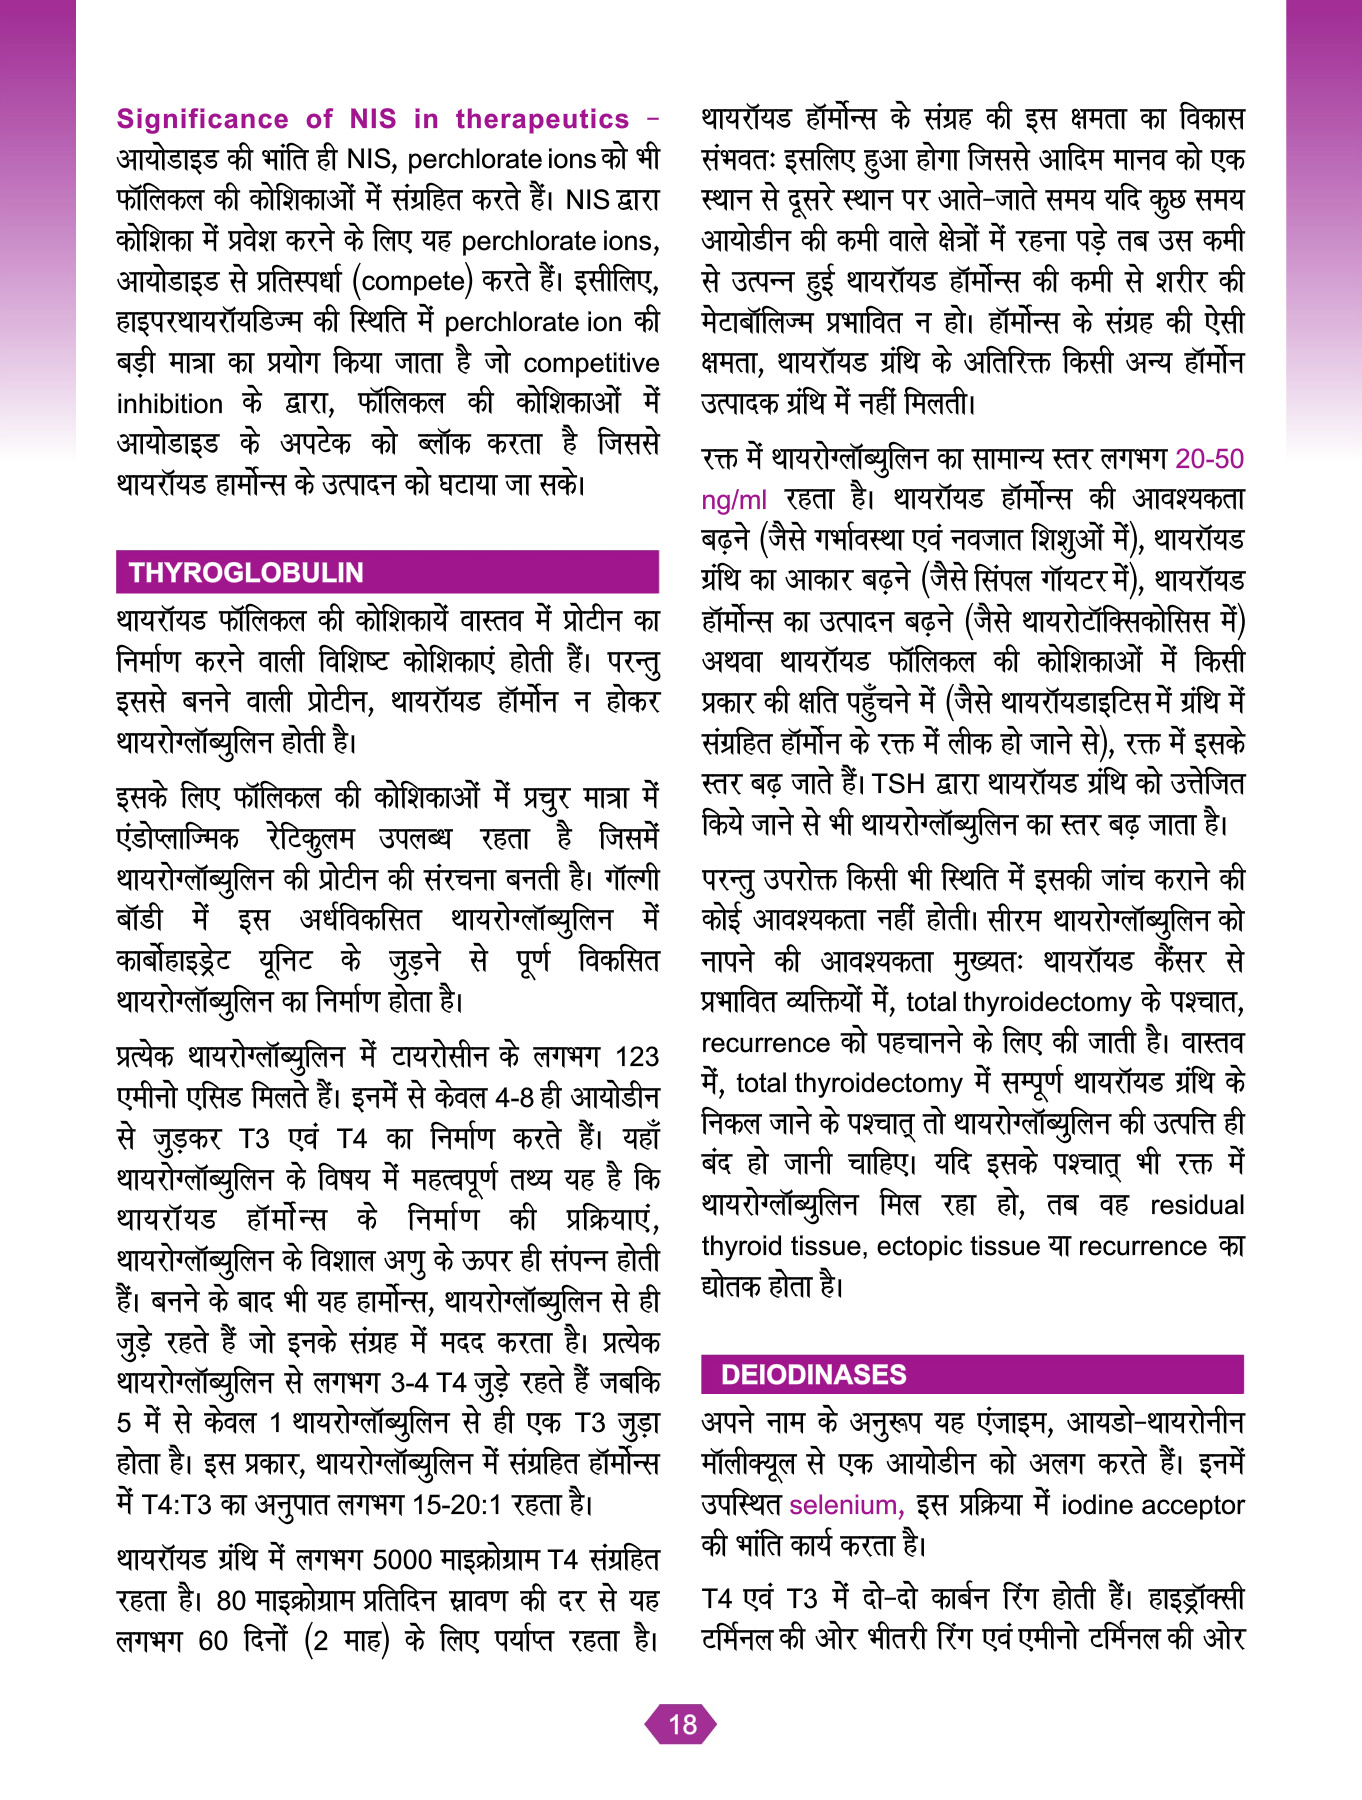 Significance of NIS in therapeutics –
आयोडाइड की भांति ही NIS, perchlorate ions को भी
फॉलिकल की कोशिकाओं में संग्रहित करते हैं। NIS द्वारा
कोशिका में प्रवेश करने के लिए यह perchlorate ions,
आयोडाइड से प्रतिस्पर्धा (compete) करते हैं। इसीलिए,
हाइपरथायरॉयडिज्म की स्थिति में perchlorate ion की
बड़ी मात्रा का प्रयोग किया जाता है जो competitive
inhibition के द्वारा, फॉलिकल की कोशिकाओं में
आयोडाइड के अपटेक को ब्लॉक करता है जिससे
थायरॉयड हार्मोन्स के उत्पादन को घटाया जा सके।
THYROGLOBULIN
थायरॉयड फॉलिकल की कोशिकायें वास्तव में प्रोटीन का
निर्माण करने वाली विशिष्ट कोशिकाएं होती हैं। परन्तु
इससे बनने वाली प्रोटीन, थायरॉयड हॉर्मोन न होकर
थायरोग्लॉब्युलिन होती है।
इसके लिए फॉलिकल की कोशिकाओं में प्रचुर मात्रा में
एंडोप्लाज्मिक रेटिकुलम उपलब्ध रहता है जिसमें
थायरोग्लॉब्युलिन की प्रोटीन की संरचना बनती है। गॉल्गी
बॉडी में इस अर्धविकसित थायरोग्लॉब्युलिन में
कार्बोहाइड्रेट यूनिट के जुड़ने से पूर्ण विकसित
थायरोग्लॉब्युलिन का निर्माण होता है।
प्रत्येक थायरोग्लॉब्युलिन में टायरोसीन के लगभग 123
एमीनो एसिड मिलते हैं। इनमें से केवल 4-8 ही आयोडीन
से जुड़कर T3 एवं T4 का निर्माण करते हैं। यहाँ
थायरोग्लॉब्युलिन के विषय में महत्वपूर्ण तथ्य यह है कि
थायरॉयड हॉर्मोन्स के निर्माण की प्रक्रियाएं,
थायरोग्लॉब्युलिन के विशाल अणु के ऊपर ही संपन्न होती
हैं। बनने के बाद भी यह हार्मोन्स, थायरोग्लॉब्युलिन से ही
जुड़े रहते हैं जो इनके संग्रह में मदद करता है। प्रत्येक
थायरोग्लॉब्युलिन से लगभग 3-4 T4 जुड़े रहते हैं जबकि
5 में से केवल 1 थायरोग्लॉब्युलिन से ही एक T3 जुड़ा
होता है। इस प्रकार, थायरोग्लॉब्युलिन में संग्रहित हॉर्मोन्स
में T4:T3 का अनुपात लगभग 15-20:1 रहता है।
थायरॉयड ग्रंथि में लगभग 5000 माइक्रोग्राम T4 संग्रहित
रहता है। 80 माइक्रोग्राम प्रतिदिन स्रावण की दर से यह
लगभग 60 दिनों (2 माह) के लिए पर्याप्त रहता है।
थायरॉयड हॉर्मोन्स के संग्रह की इस क्षमता का विकास
संभवतः इसलिए हुआ होगा जिससे आदिम मानव को एक
स्थान से दूसरे स्थान पर आते-जाते समय यदि कुछ समय
आयोडीन की कमी वाले क्षेत्रों में रहना पड़े तब उस कमी
से उत्पन्न हुई थायरॉयड हॉर्मोन्स की कमी से शरीर की
मेटाबॉलिज्म प्रभावित न हो। हॉर्मोन्स के संग्रह की ऐसी
क्षमता, थायरॉयड ग्रंथि के अतिरिक्त किसी अन्य हॉर्मोन
उत्पादक ग्रंथि में नहीं मिलती।
रक्त में थायरोग्लॉब्युलिन का सामान्य स्तर लगभग 20-50
ng/ml रहता है। थायरॉयड हॉर्मोन्स की आवश्यकता
बढ़ने (जैसे गर्भावस्था एवं नवजात शिशुओं में), थायरॉयड
ग्रंथि का आकार बढ़ने (जैसे सिंपल गॉयटर में), थायरॉयड
हॉर्मोन्स का उत्पादन बढ़ने (जैसे थायरोटॉक्सिकोसिस में)
अथवा थायरॉयड फॉलिकल की कोशिकाओं में किसी
प्रकार की क्षति पहुँचने में (जैसे थायरॉयडाइटिस में ग्रंथि में
संग्रहित हॉर्मोन के रक्त में लीक हो जाने से), रक्त में इसके
स्तर बढ़ जाते हैं। TSH द्वारा थायरॉयड ग्रंथि को उत्तेजित
किये जाने से भी थायरोग्लॉब्युलिन का स्तर बढ़ जाता है।
परन्तु उपरोक्त किसी भी स्थिति में इसकी जांच कराने की
कोई आवश्यकता नहीं होती। सीरम थायरोग्लॉब्युलिन को
नापने की आवश्यकता मुख्यतः थायरॉयड कैंसर से
प्रभावित व्यक्तियों में, total thyroidectomy के पश्चात,
recurrence को पहचानने के लिए की जाती है। वास्तव
में, total thyroidectomy में सम्पूर्ण थायरॉयड ग्रंथि के
निकल जाने के पश्चात् तो थायरोग्लॉब्युलिन की उत्पत्ति ही
बंद हो जानी चाहिए। यदि इसके पश्चात् भी रक्त में
थायरोग्लॉब्युलिन मिल रहा हो, तब वह residual
thyroid tissue, ectopic tissue या recurrence का
द्योतक होता है।
DEIODINASES
अपने नाम के अनुरूप यह एंजाइम, आयडो-थायरोनीन
मॉलीक्यूल से एक आयोडीन को अलग करते हैं। इनमें
उपस्थित selenium, इस प्रक्रिया में iodine acceptor
की भांति कार्य करता है।
T4 एवं T3 में दो-दो कार्बन रिंग होती हैं। हाइड्रॉक्सी
टर्मिनल की ओर भीतरी रिंग एवं एमीनो टर्मिनल की ओर
18